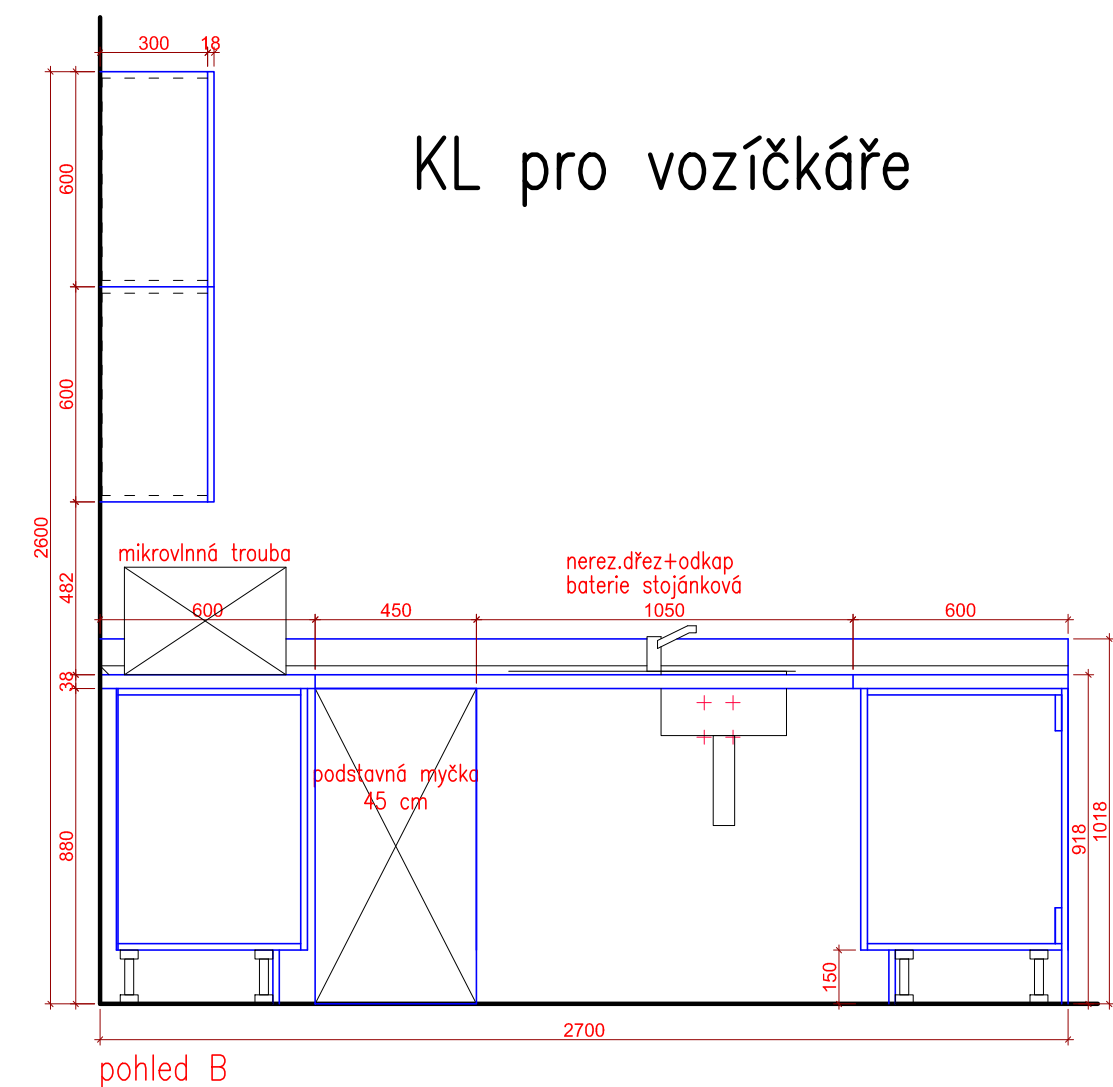 300
18
KL pro vozíčkáře
600
600
2600
482
mikrovlnná trouba
nerez.dřez+odkap
baterie stojánková
600
450
1050
600
38
podstavná myčka
45 cm
880
918
1018
150
2700
pohled B